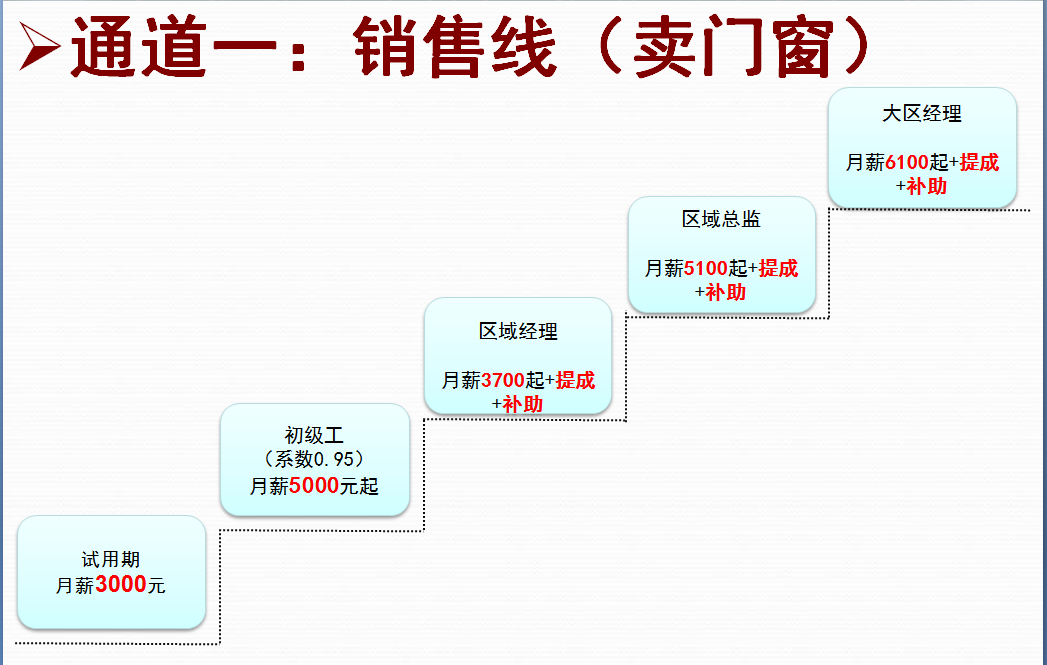 通道一：销售线（卖门窗）
大区经理
月薪6100起+提成
+补助
区域总监
月薪5100起+提成
+补助
区域经理
月薪3700起+提成
+补助
初级工
（系数0.95）
月薪5000元起
试用期
月薪3000元